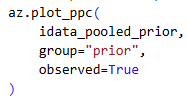 az.plot_ppc(
    idata_pooled_prior,
    group="prior",
    observed=True
)